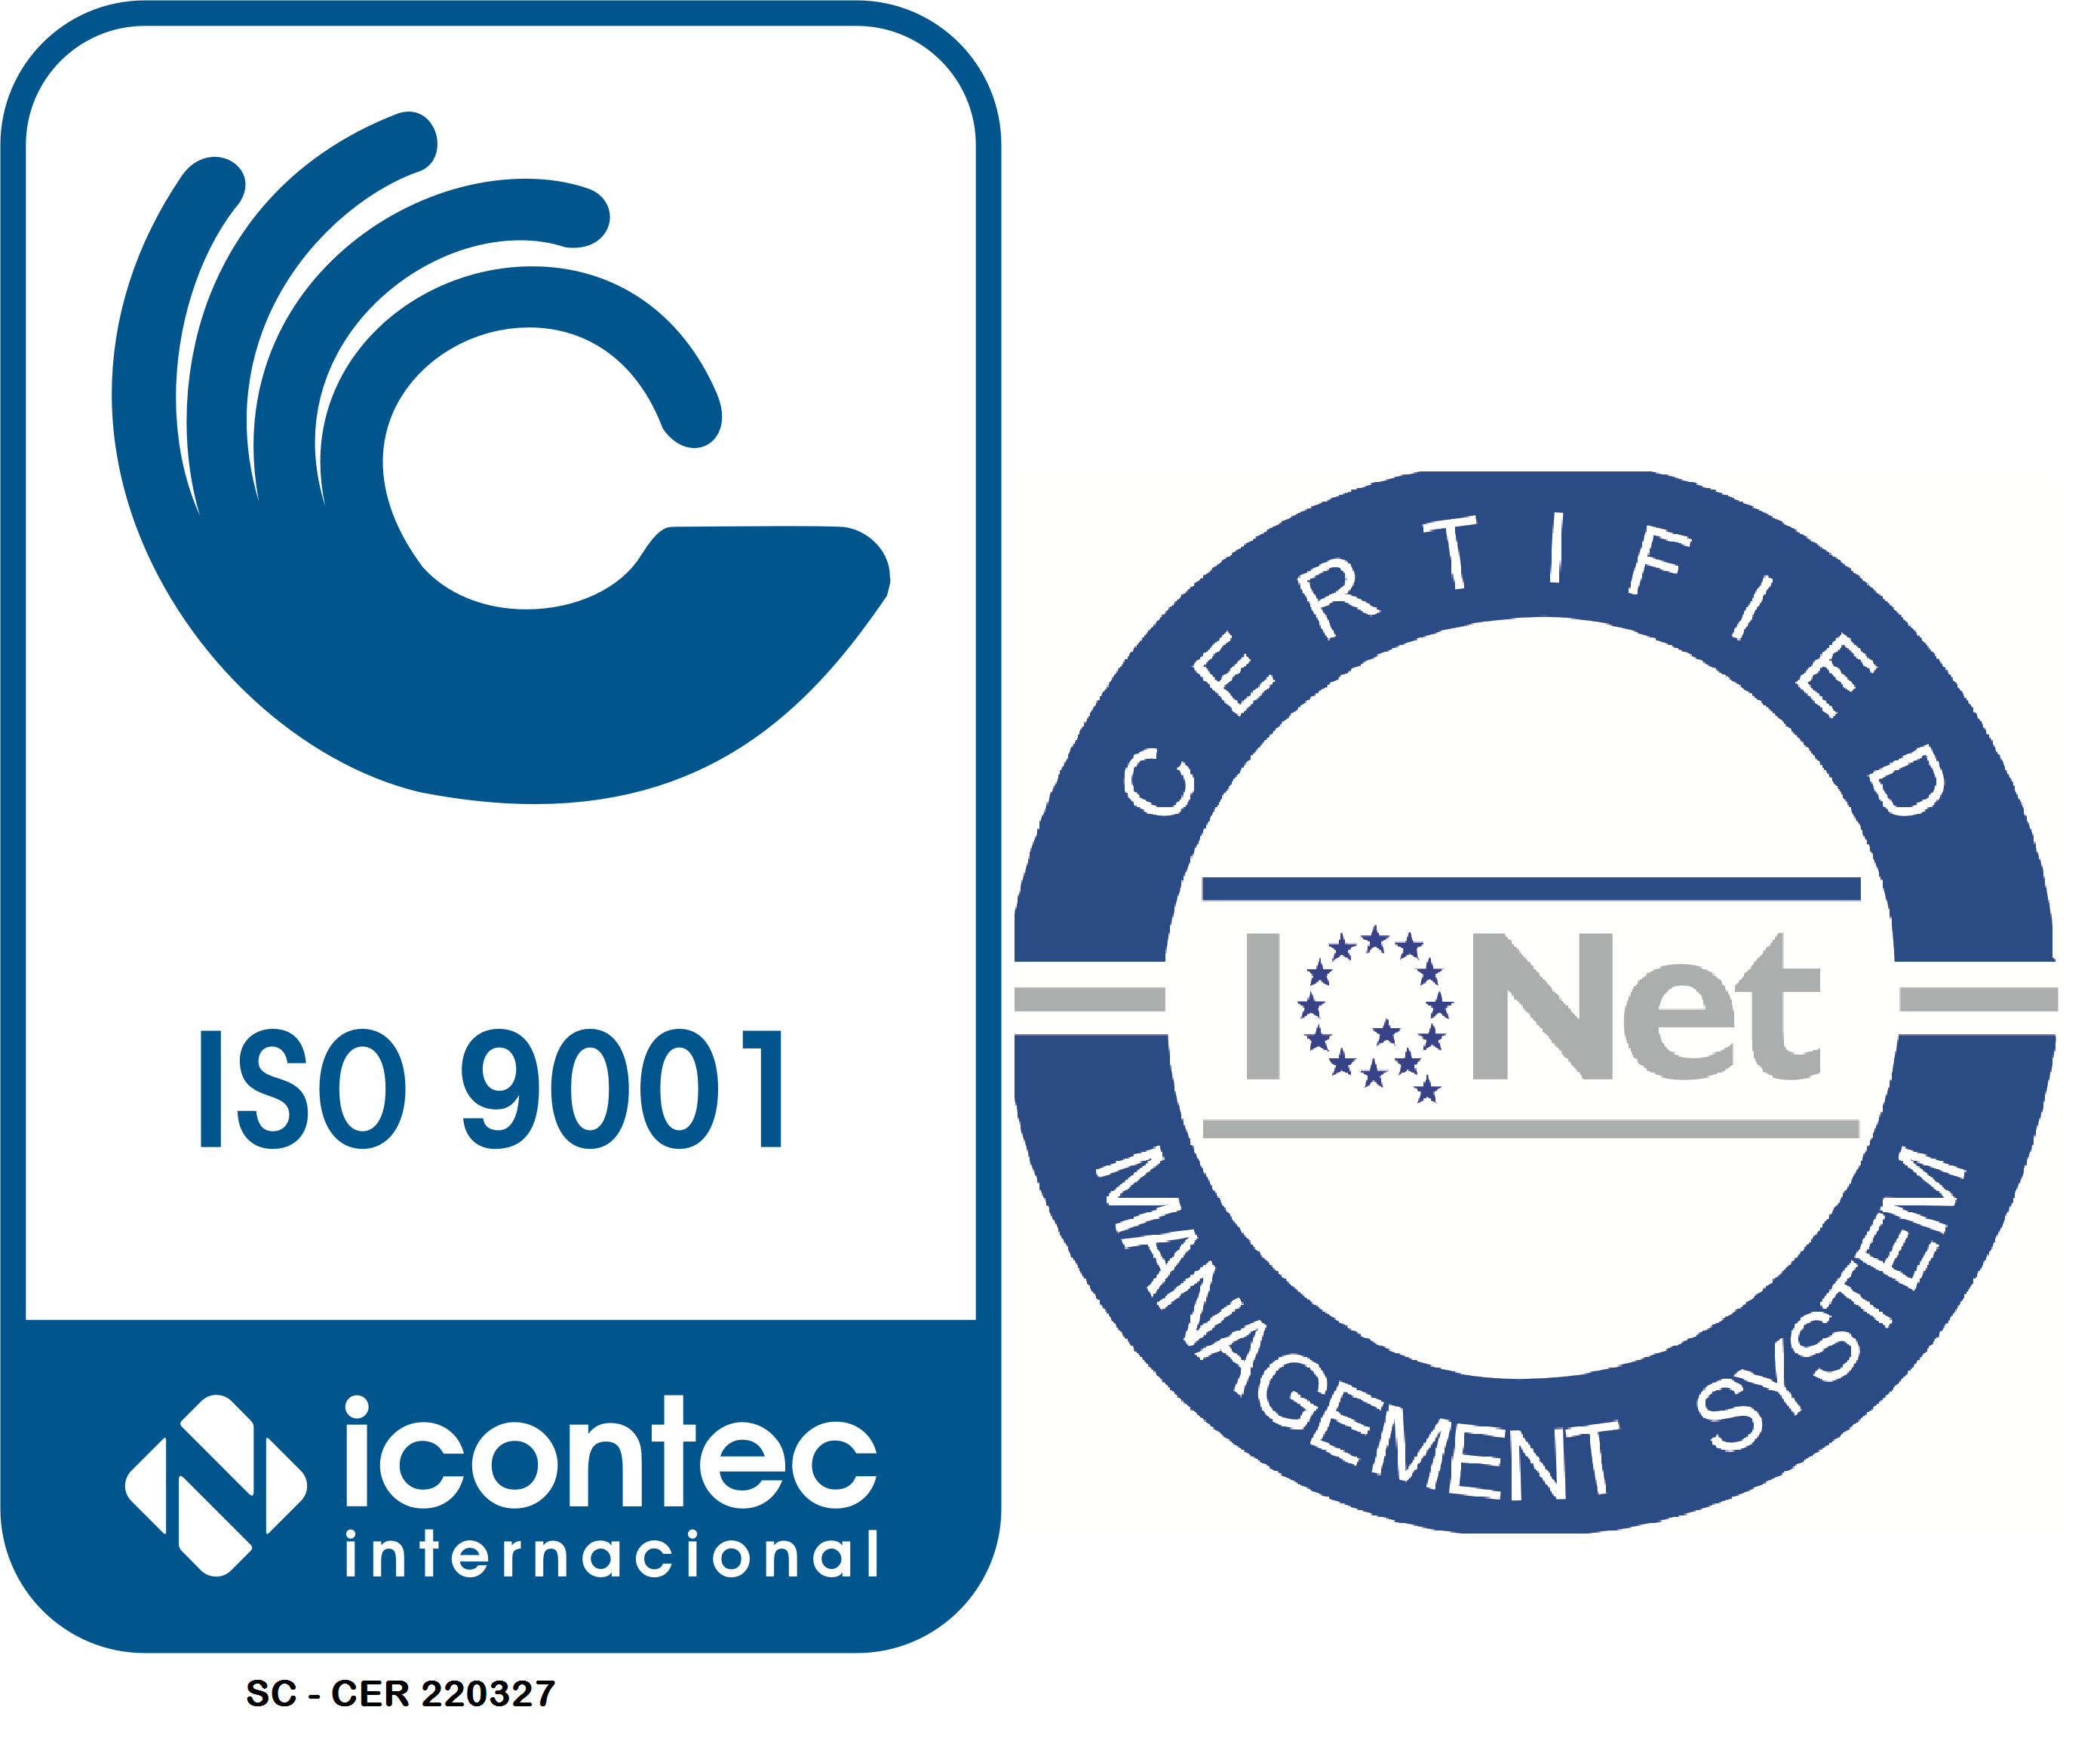 ISO 9001
icontec
internacional
SC - CER 220327
CERTIFIED
IQNet
MANAGEMENT SYSTEM